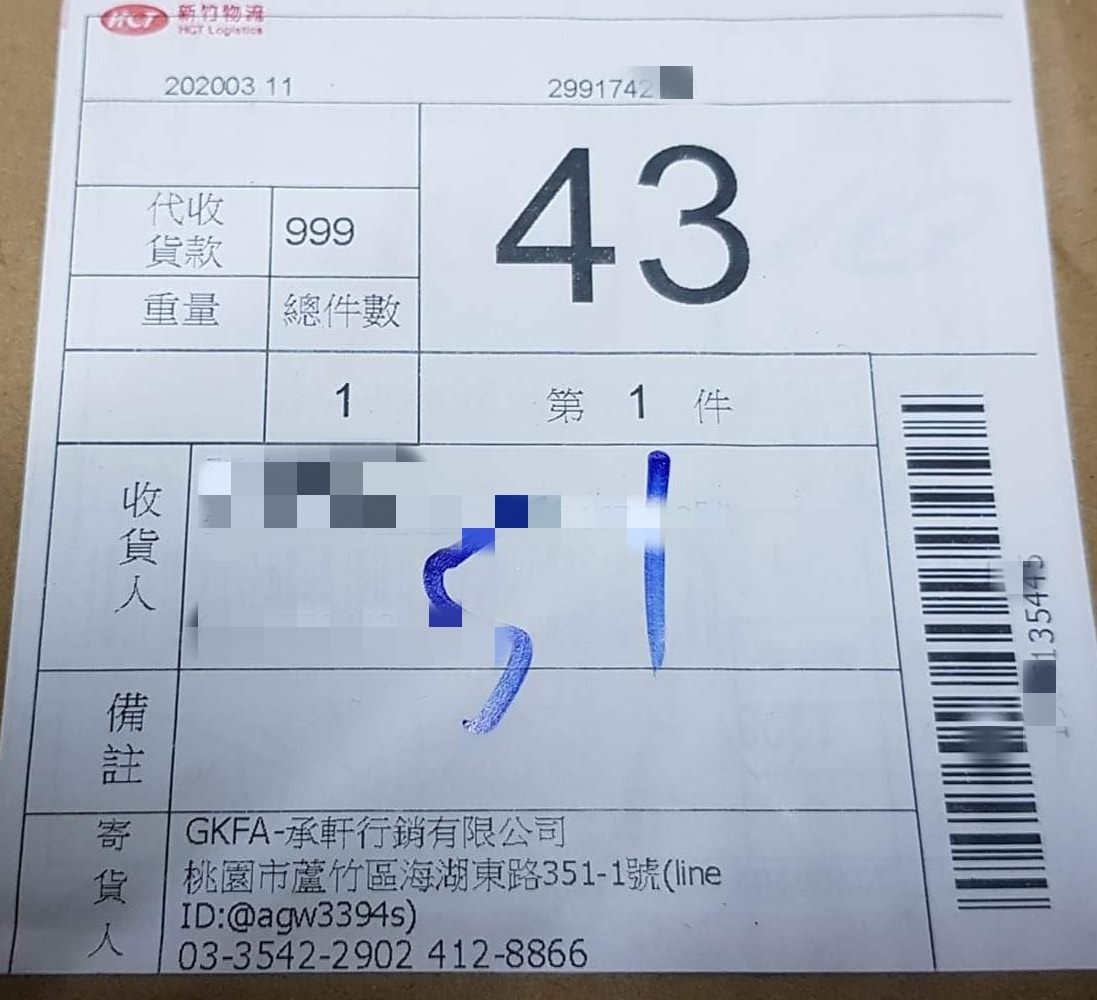 HCT 新竹物流
HCT Logistics
202003 11
2991742
43
代收
貨款
999
重量
總件數
1
第 1 件
收貨人
51
備註
寄貨人
GKFA-承軒行銷有限公司
桃園市蘆竹區海湖東路351-1號(line
ID:@agw3394s)
03-3542-2902 412-8866
135445